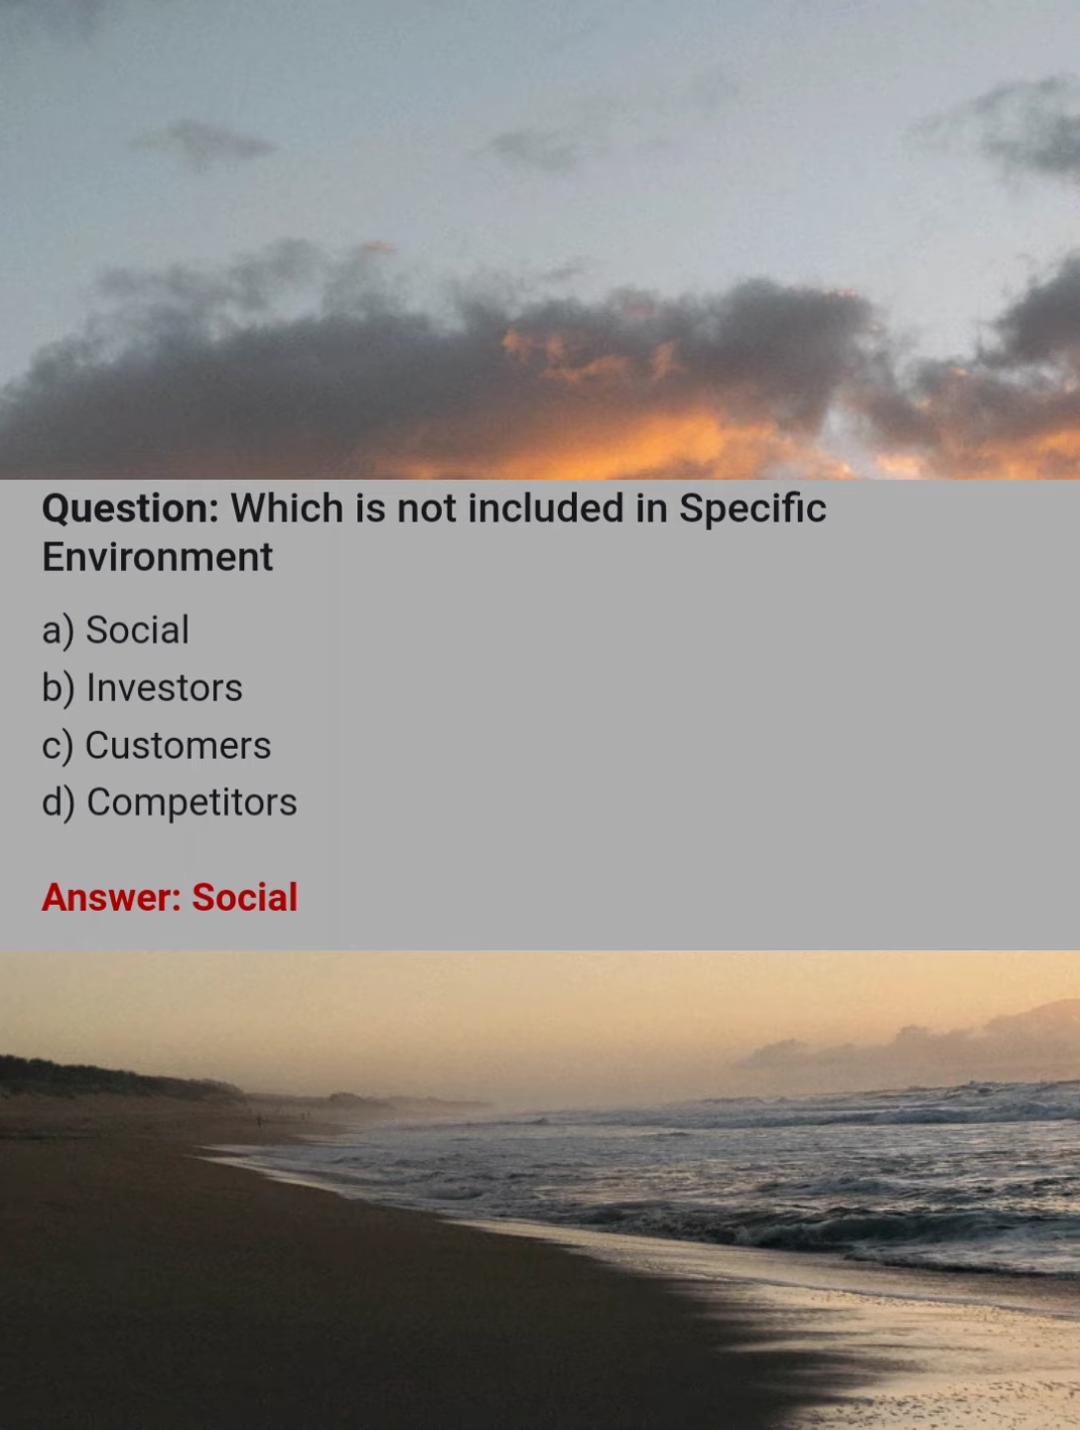 Question: Which is not included in Specific
Environment
a) Social
b) Investors
c) Customers
d) Competitors
Answer: Social